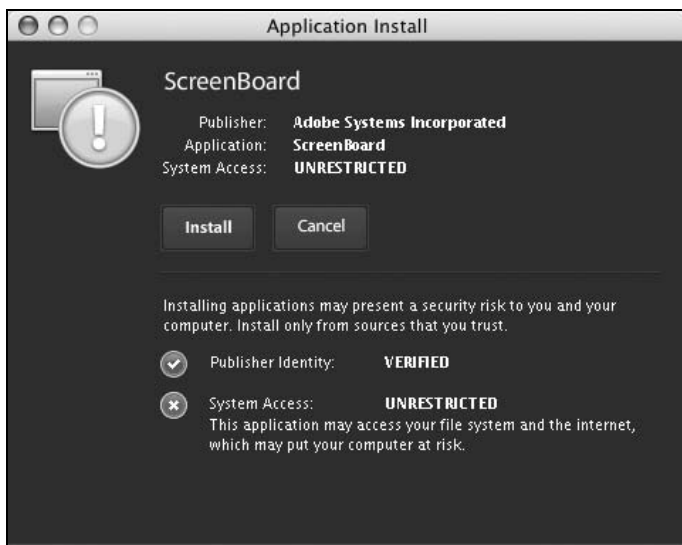 Application Install
ScreenBoard
Publisher: Adobe Systems Incorporated
Application: ScreenBoard
System Access: UNRESTRICTED
Install Cancel
Installing applications may present a security risk to you and your
computer. Install only from sources that you trust.
Publisher Identity: VERIFIED
System Access: UNRESTRICTED
This application may access your file system and the internet,
which may put your computer at risk.